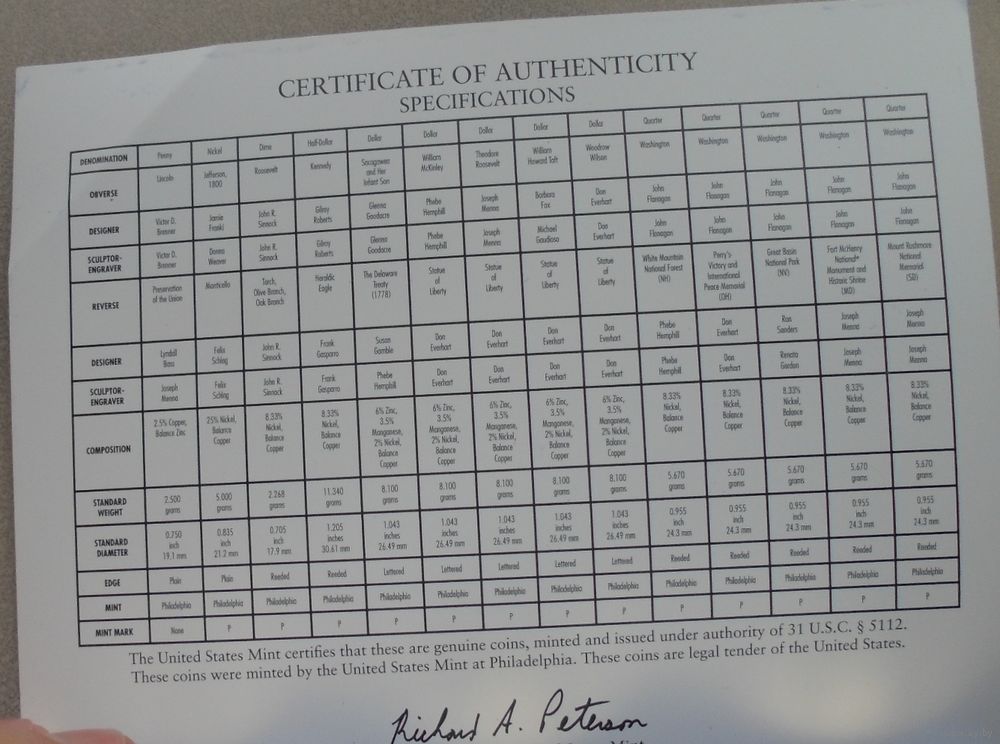 CERTIFICATE OF AUTHENTICITY
SPECIFICATIONS
DENOMINATION Penny Nickel Dime Half-Dollar Dollar Dollar Dollar Dollar Dollar Quarter Quarter Quarter Quarter Quarter
OBVERSE Lincoln Jefferson, 1800 Roosevelt Kennedy Sacagawea and Her Infant Son William McKinley Theodore Roosevelt William Howard Taft Woodrow Wilson Washington Washington Washington Washington Washington
DESIGNER Victor D. Brenner Jamie Franki John R. Sinnock Gilroy Roberts Glenna Goodacre Phebe Hemphill Joseph Menna Barbara Fox Don Everhart John Flanagan John Flanagan John Flanagan John Flanagan John Flanagan
SCULPTOR-ENGRAVER Victor D. Brenner Donna Weaver John R. Sinnock Gilroy Roberts Glenna Goodacre Phebe Hemphill Joseph Menna Michael Gaudioso Don Everhart John Flanagan John Flanagan John Flanagan John Flanagan John Flanagan
REVERSE Preservation of the Union Monticello Torch, Olive Branch, Oak Branch Heraldic Eagle The Delaware Treaty (1778) Statue of Liberty Statue of Liberty Statue of Liberty Statue of Liberty White Mountain National Forest (NH) Perry's Victory and International Peace Memorial (OH) Great Basin National Park (NV) Fort McHenry National Monument and Historic Shrine (MD) Mount Rushmore National Memorial (SD)
DESIGNER Lyndall Bass Felix Schlag John R. Sinnock Frank Gasparro Susan Gamble Don Everhart Don Everhart Don Everhart Don Everhart Phebe Hemphill Don Everhart Ron Sanders Joseph Menna Joseph Menna
SCULPTOR-ENGRAVER Joseph Menna Felix Schlag John R. Sinnock Frank Gasparro Phebe Hemphill Don Everhart Don Everhart Don Everhart Don Everhart Phebe Hemphill Don Everhart Renata Gordon Joseph Menna Joseph Menna
COMPOSITION 2.5% Copper, Balance Zinc 25% Nickel, Balance Copper 8.33% Nickel, Balance Copper 8.33% Nickel, Balance Copper 6% Zinc, 3.5% Manganese, 2% Nickel, Balance Copper 6% Zinc, 3.5% Manganese, 2% Nickel, Balance Copper 6% Zinc, 3.5% Manganese, 2% Nickel, Balance Copper 6% Zinc, 3.5% Manganese, 2% Nickel, Balance Copper 6% Zinc, 3.5% Manganese, 2% Nickel, Balance Copper 8.33% Nickel, Balance Copper 8.33% Nickel, Balance Copper 8.33% Nickel, Balance Copper 8.33% Nickel, Balance Copper 8.33% Nickel, Balance Copper
STANDARD WEIGHT 2.500 grams 5.000 grams 2.268 grams 11.340 grams 8.100 grams 8.100 grams 8.100 grams 8.100 grams 8.100 grams 5.670 grams 5.670 grams 5.670 grams 5.670 grams 5.670 grams
STANDARD DIAMETER 0.750 inch 19.1 mm 0.835 inch 21.2 mm 0.705 inch 17.9 mm 1.205 inches 30.61 mm 1.043 inches 26.49 mm 1.043 inches 26.49 mm 1.043 inches 26.49 mm 1.043 inches 26.49 mm 1.043 inches 26.49 mm 0.955 inch 24.3 mm 0.955 inch 24.3 mm 0.955 inch 24.3 mm 0.955 inch 24.3 mm 0.955 inch 24.3 mm
EDGE Plain Plain Reeded Reeded Lettered Lettered Lettered Lettered Lettered Reeded Reeded Reeded Reeded Reeded
MINT Philadelphia Philadelphia Philadelphia Philadelphia Philadelphia Philadelphia Philadelphia Philadelphia Philadelphia Philadelphia Philadelphia Philadelphia Philadelphia Philadelphia
MINT MARK None P P P P P P P P P P P P P
The United States Mint certifies that these are genuine coins, minted and issued under authority of 31 U.S.C. § 5112.
These coins were minted by the United States Mint at Philadelphia. These coins are legal tender of the United States.
Richard A. Peterson